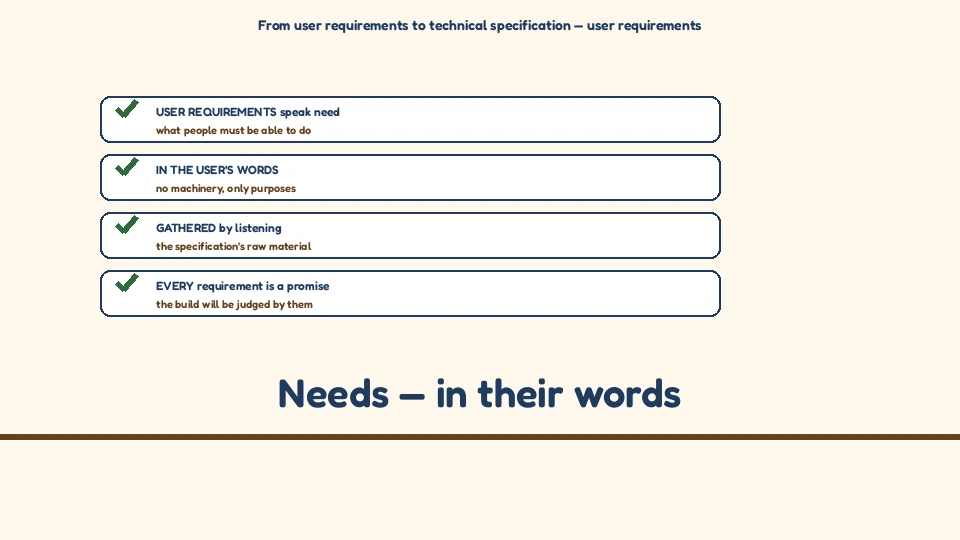 From user requirements to technical specification — user requirements
USER REQUIREMENTS speak need
what people must be able to do
IN THE USER'S WORDS
no machinery, only purposes
GATHERED by listening
the specification's raw material
EVERY requirement is a promise
the build will be judged by them
Needs — in their words